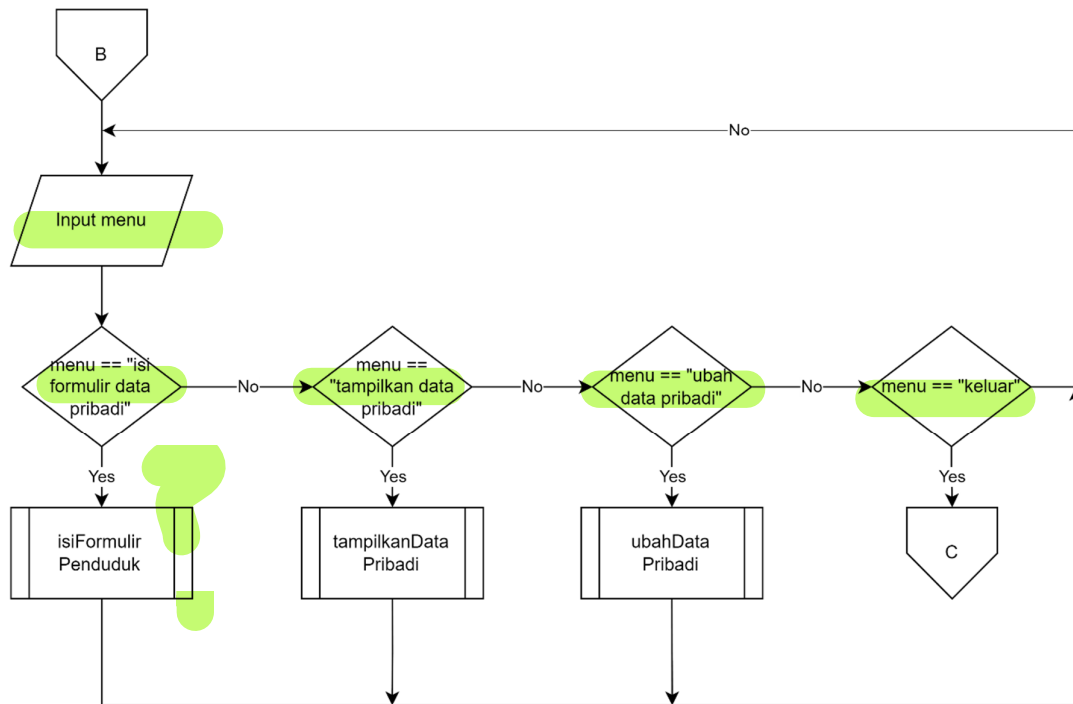 B
No
Input menu
menu == "isi
formulir data
pribadi"
No
menu ==
"tampilkan data
pribadi"
No
menu == "ubah
data pribadi"
No
menu == "keluar"
Yes
Yes
Yes
Yes
isiFormulir
Penduduk
tampilkanData
Pribadi
ubahData
Pribadi
C